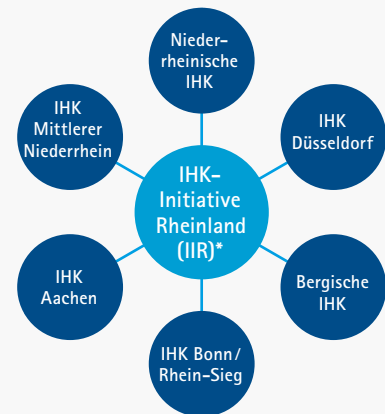 Nieder-
rheinische
IHK
IHK
Mittlerer
Niederrhein
IHK
Düsseldorf
IHK-
Initiative
Rheinland
(IIR)*
IHK
Aachen
Bergische
IHK
IHK Bonn/
Rhein-Sieg